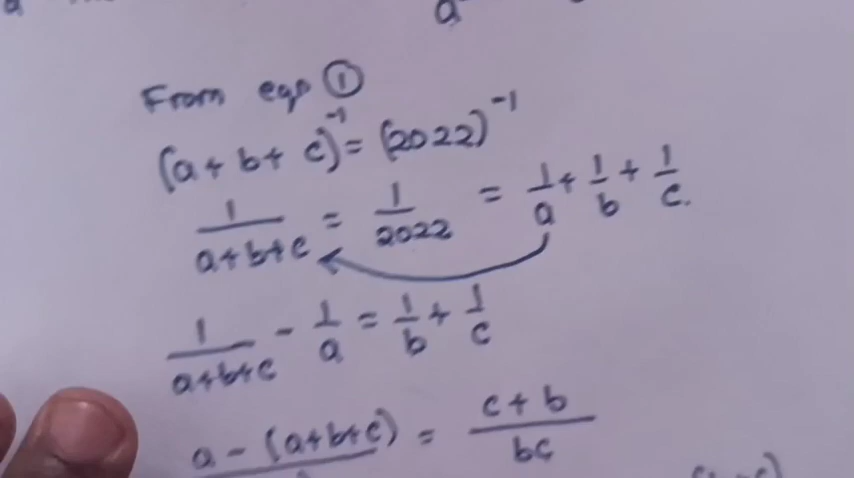 a
From eqn ①
(a+b+c)⁻¹ = (2022)⁻¹
1/(a+b+c) = 1/2022 = 1/a + 1/b + 1/c.
1/(a+b+c) - 1/a = 1/b + 1/c
a-(a+b+c) = (c+b)/bc